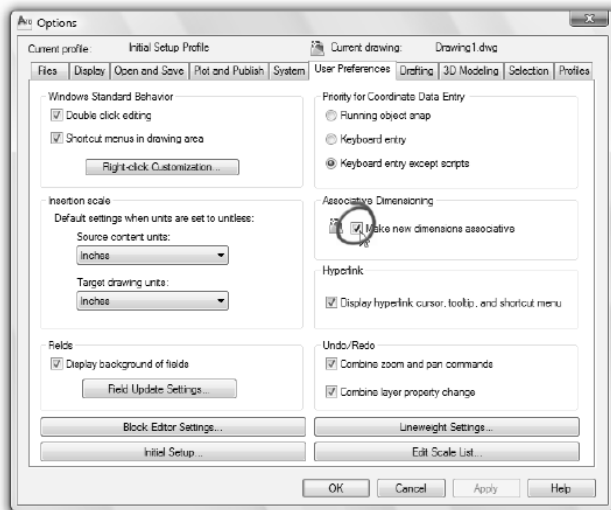 Options
Current profile: Initial Setup Profile Current drawing: Drawing1.dwg
Files Display Open and Save Plot and Publish System User Preferences Drafting 3D Modeling Selection Profiles
Windows Standard Behavior
Double click editing
Shortcut menus in drawing area
Right-click Customization...
Insertion scale
Default settings when units are set to unitless:
Source content units:
Inches
Target drawing units:
Inches
Fields
Display background of fields
Field Update Settings...
Priority for Coordinate Data Entry
Running object snap
Keyboard entry
Keyboard entry except scripts
Associative Dimensioning
Make new dimensions associative
Hyperlink
Display hyperlink cursor, tooltip, and shortcut menu
Undo/Redo
Combine zoom and pan commands
Combine layer property change
Block Editor Settings... Lineweight Settings...
Initial Setup... Edit Scale List...
OK Cancel Apply Help